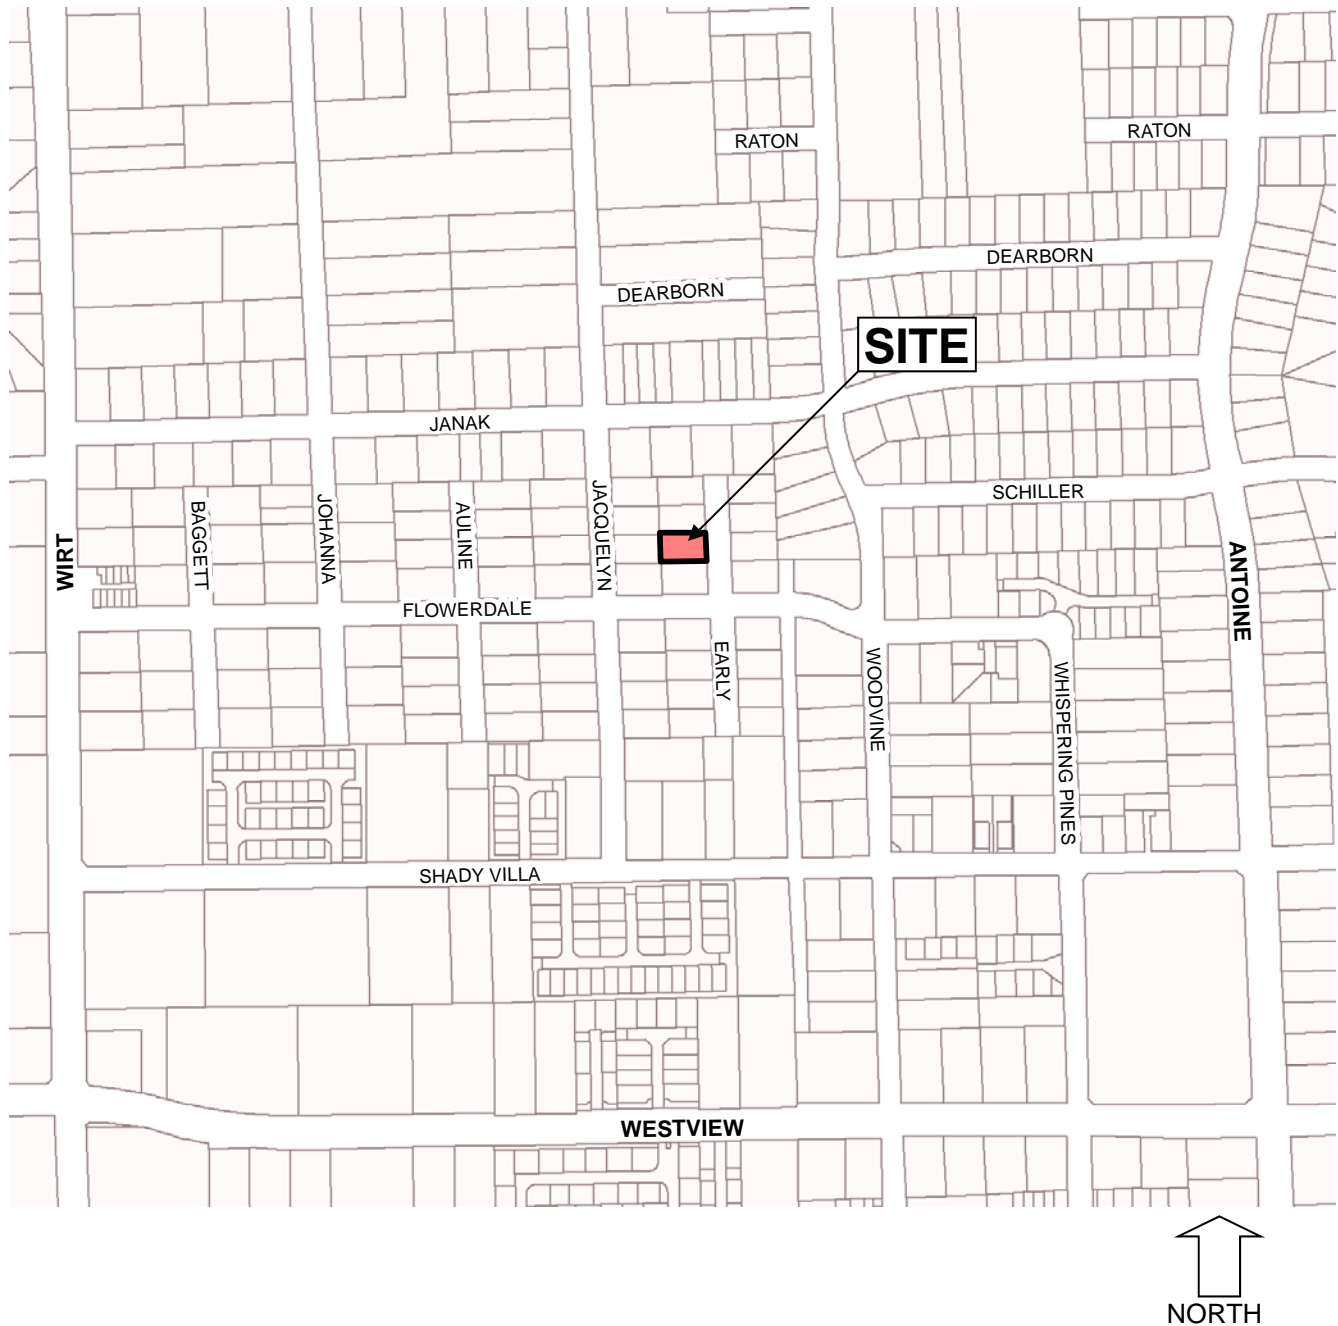 RATON
RATON
DEARBORN
DEARBORN
SITE
JANAK
SCHILLER
BAGGETT
JOHANNA
AULINE
JACQUELYN
WIRT
ANTOINE
FLOWERDALE
EARLY
WOODVINE
WHISPERING PINES
SHADY VILLA
WESTVIEW
NORTH